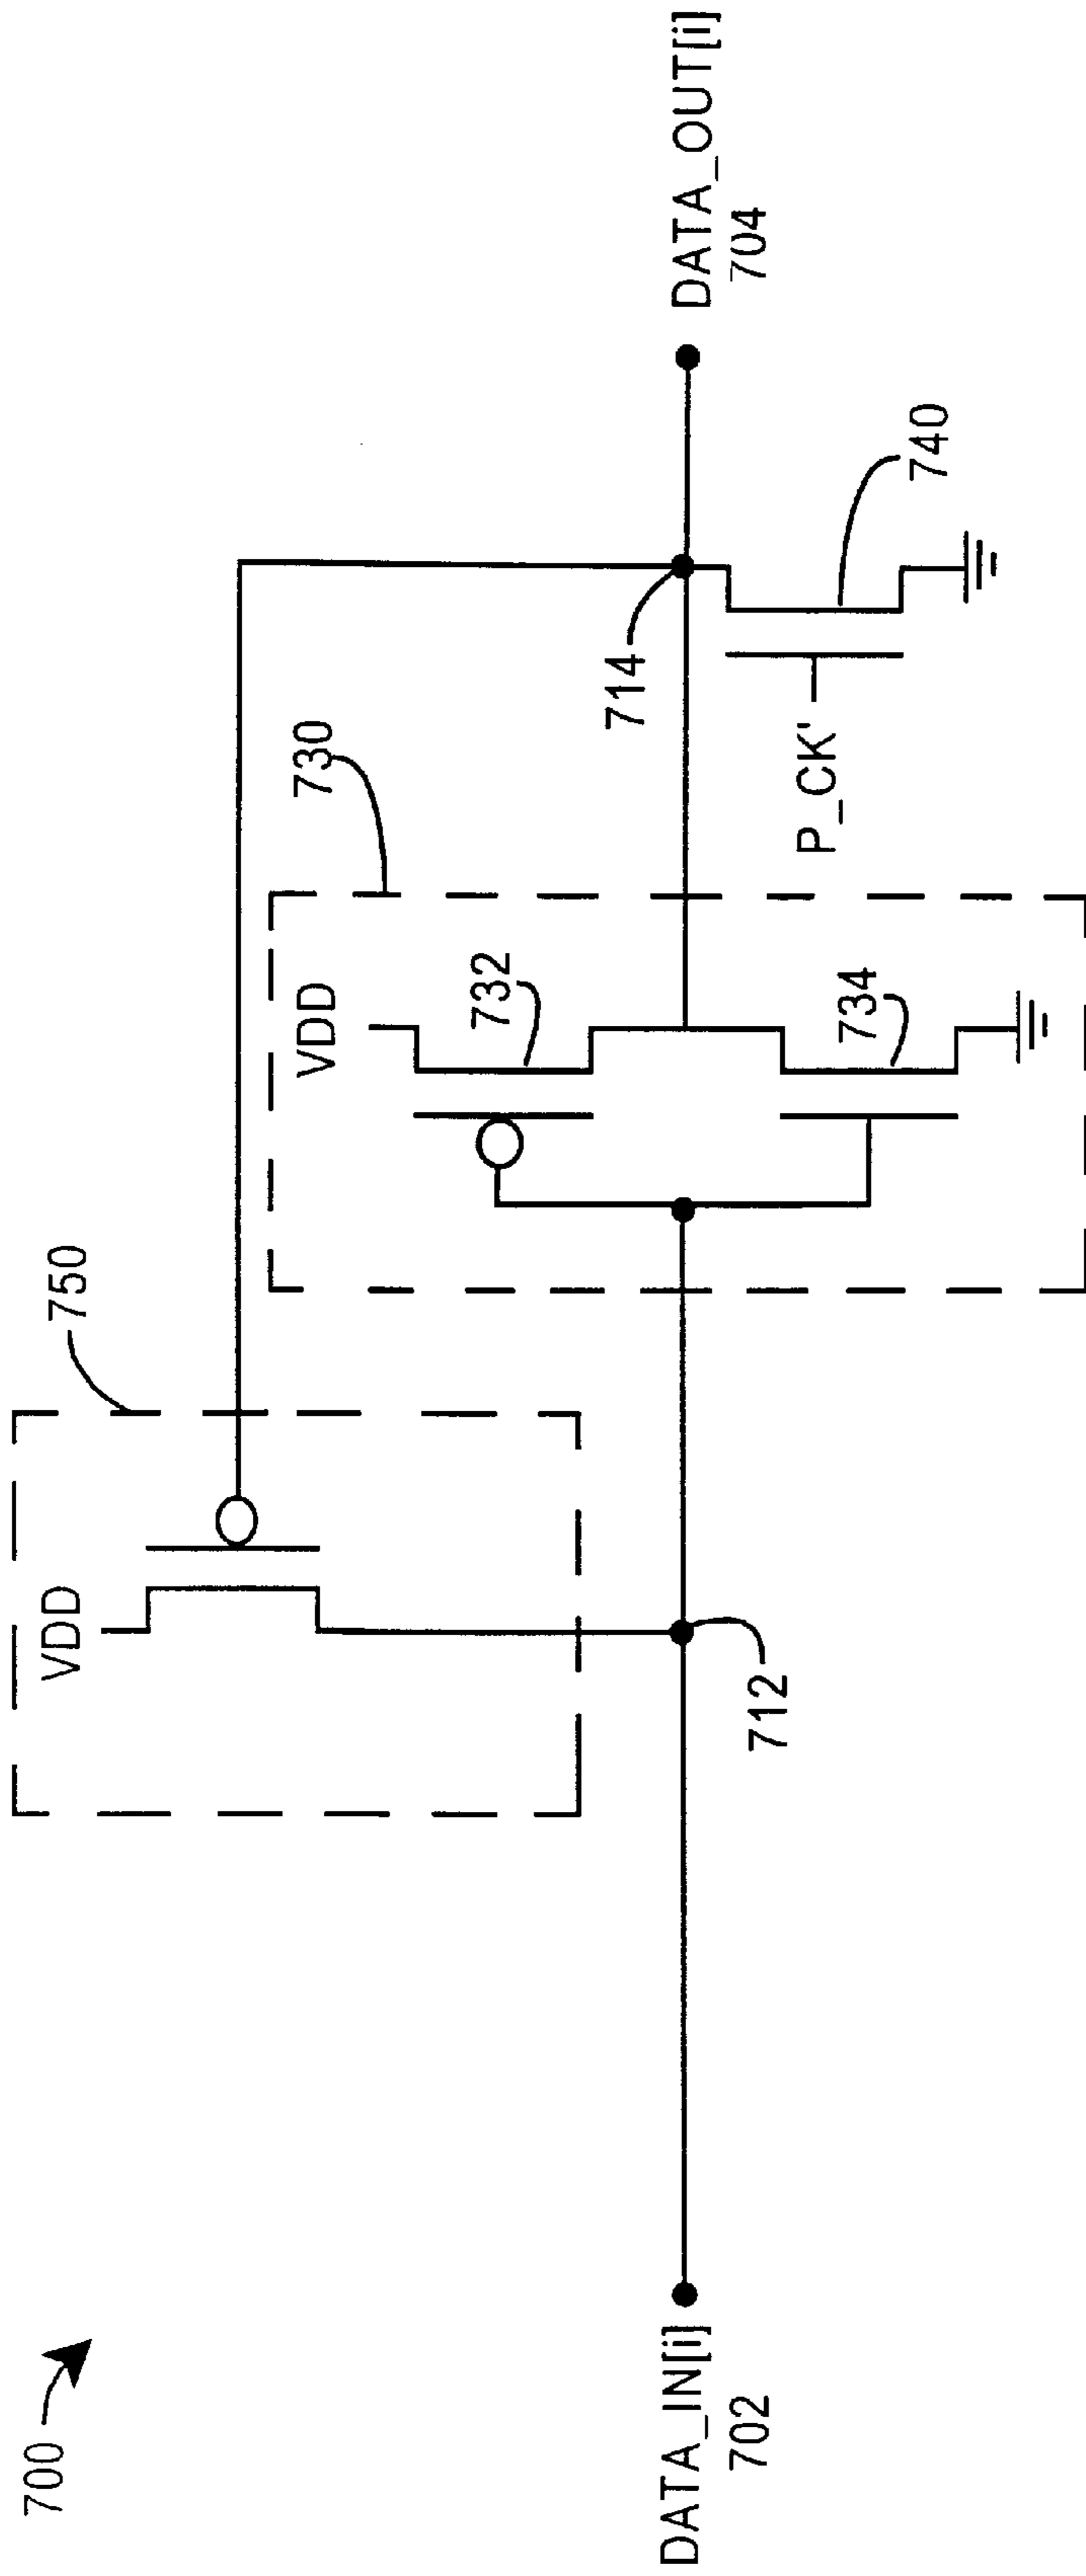 700
750
VDD
730
VDD
732
734
714
P_CK'
740
712
DATA_IN[i]
702
DATA_OUT[i]
704